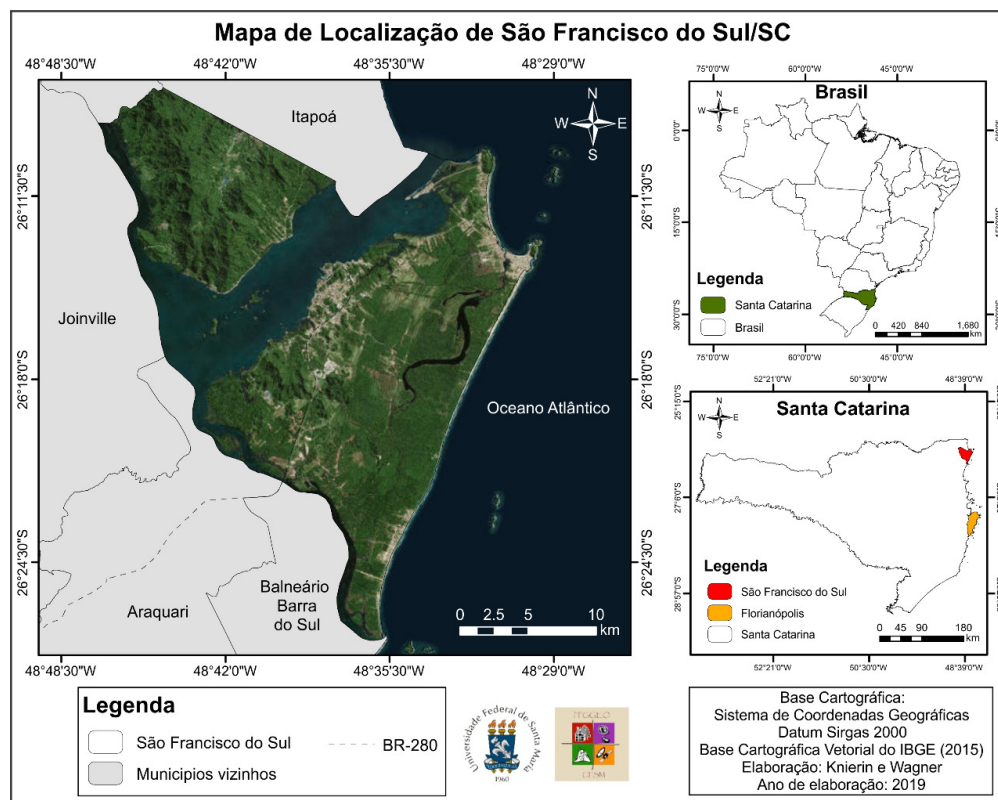 Mapa de Localização de São Francisco do Sul/SC
48°48'30"W
48°42'0"W
48°35'30"W
48°29'0"W
26°11'30"S
26°18'0"S
26°24'30"S
26°11'30"S
26°18'0"S
26°24'30"S
Itapoá
N
W
E
S
Joinville
Oceano Atlântico
Araquari
Balneário
Barra
do Sul
0 2.5 5 10
km
48°48'30"W
48°42'0"W
48°35'30"W
48°29'0"W
Legenda
São Francisco do Sul
BR-280
Municipios vizinhos
Universidade Federal de Santa Maria
1960
PPGGEO
UFSM
75°0'0"W
60°0'0"W
45°0'0"W
Brasil
N
W
E
S
0°0'0"
15°0'0"S
30°0'0"S
Legenda
Santa Catarina
Brasil
0 420 840 1,680
km
75°0'0"W
60°0'0"W
45°0'0"W
52°21'0"W
50°30'0"W
48°39'0"W
Santa Catarina
N
W
E
S
25°15'0"S
27°6'0"S
28°57'0"S
Legenda
São Francisco do Sul
Florianópolis
Santa Catarina
0 45 90 180
km
52°21'0"W
50°30'0"W
48°39'0"W
Base Cartográfica:
Sistema de Coordenadas Geográficas
Datum Sirgas 2000
Base Cartográfica Vetorial do IBGE (2015)
Elaboração: Knierin e Wagner
Ano de elaboração: 2019